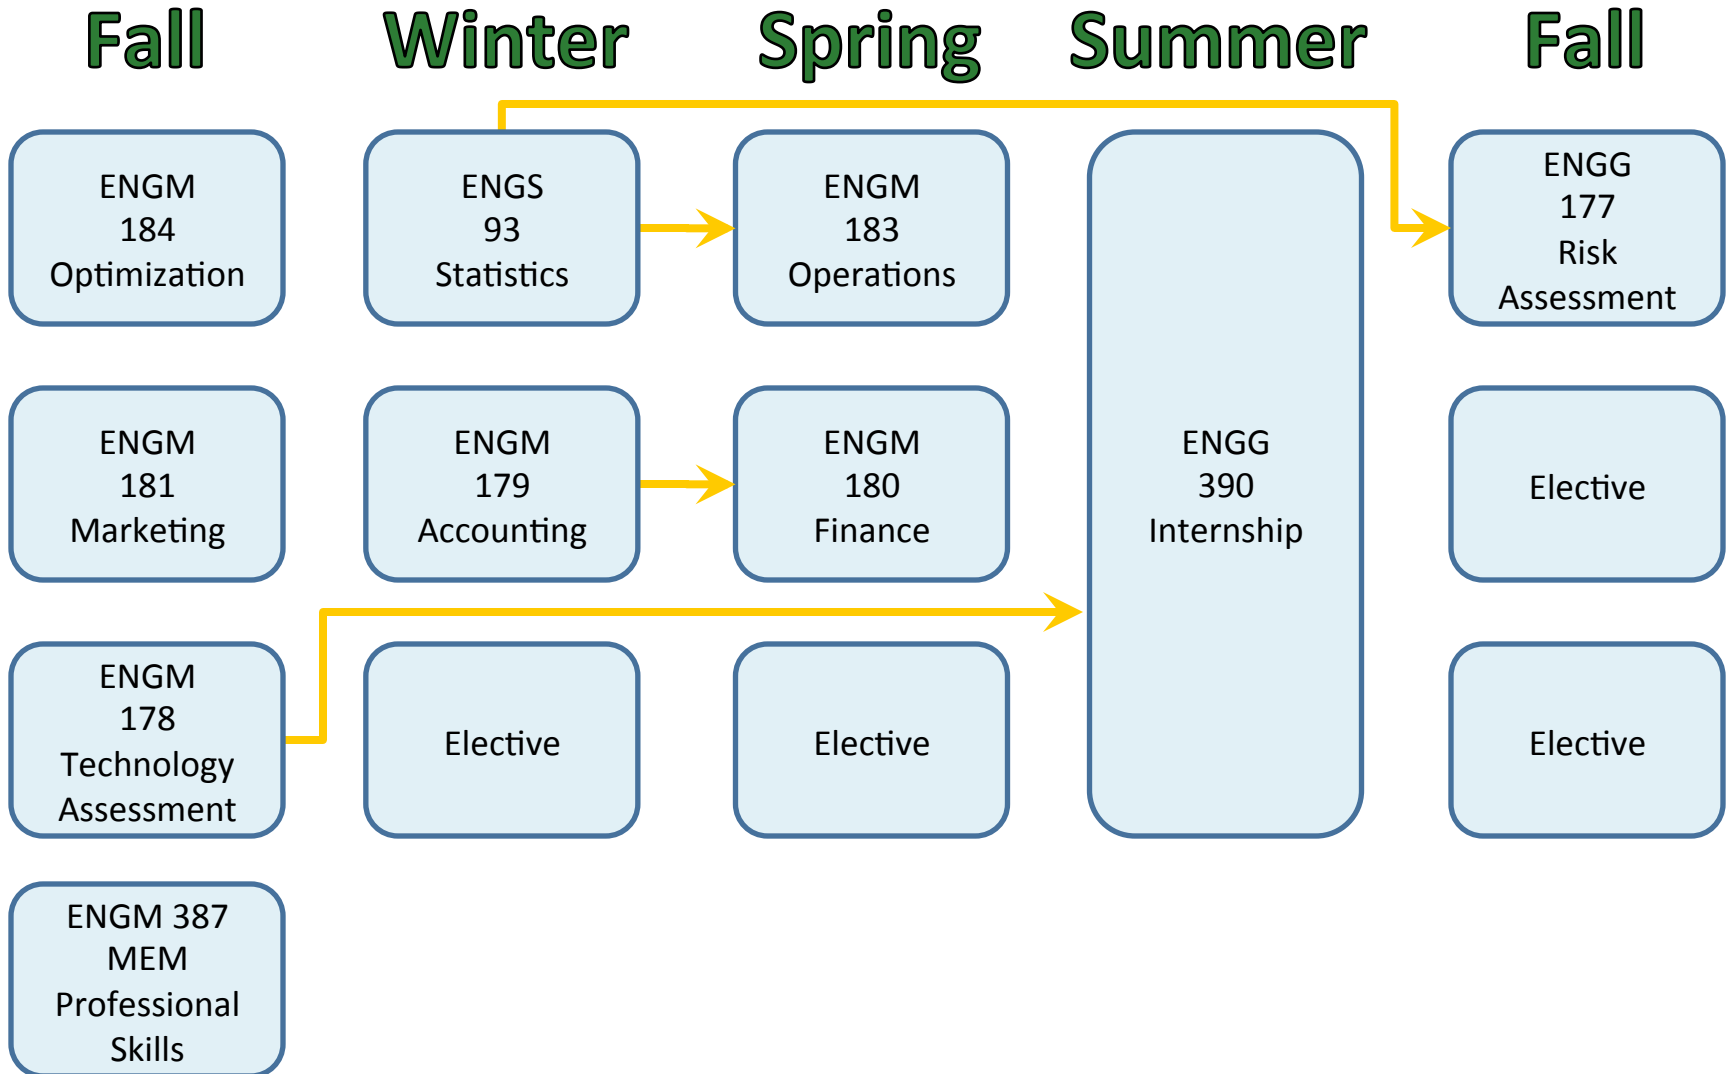 Fall
Winter
Spring
Summer
Fall
ENGM
184
Optimization
ENGS
93
Statistics
ENGM
183
Operations
ENGG
177
Risk
Assessment
ENGM
181
Marketing
ENGM
179
Accounting
ENGM
180
Finance
ENGG
390
Internship
Elective
ENGM
178
Technology
Assessment
Elective
Elective
Elective
ENGM 387
MEM
Professional
Skills